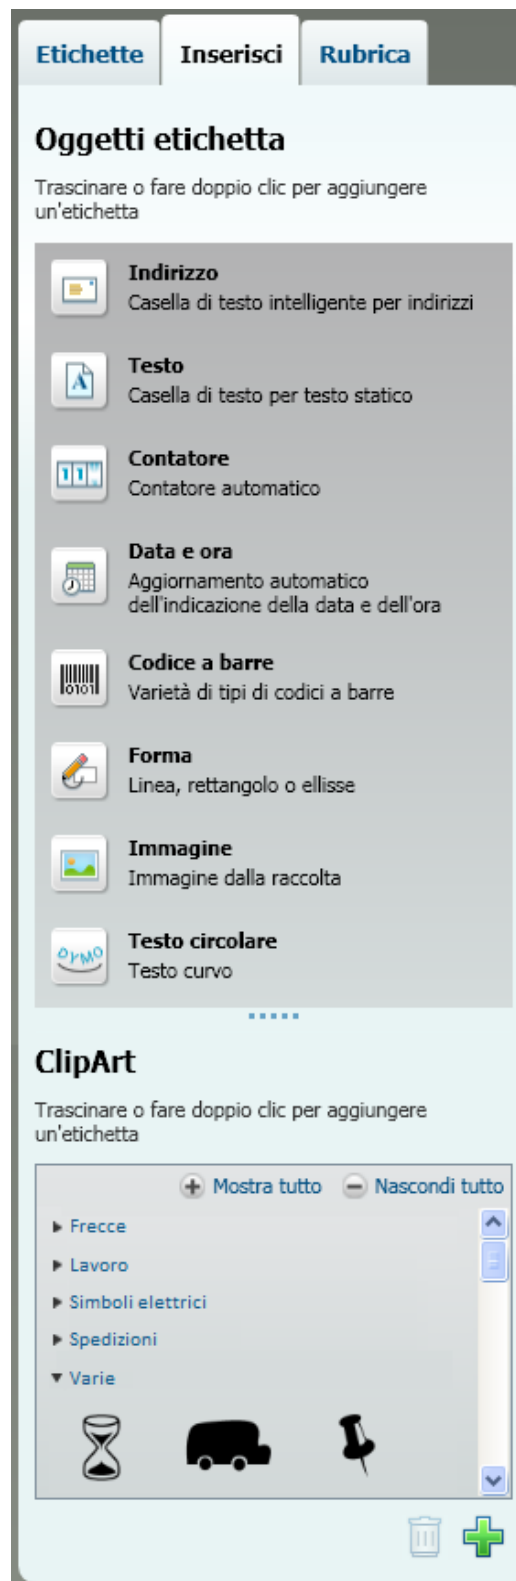 Etichette Inserisci Rubrica
Oggetti etichetta
Trascinare o fare doppio clic per aggiungere
un'etichetta
Indirizzo
Casella di testo intelligente per indirizzi
Testo
Casella di testo per testo statico
Contatore
Contatore automatico
Data e ora
Aggiornamento automatico
dell'indicazione della data e dell'ora
Codice a barre
Varietà di tipi di codici a barre
Forma
Linea, rettangolo o ellisse
Immagine
Immagine dalla raccolta
Testo circolare
Testo curvo
ClipArt
Trascinare o fare doppio clic per aggiungere
un'etichetta
Mostra tutto Nascondi tutto
Frecce
Lavoro
Simboli elettrici
Spedizioni
Varie